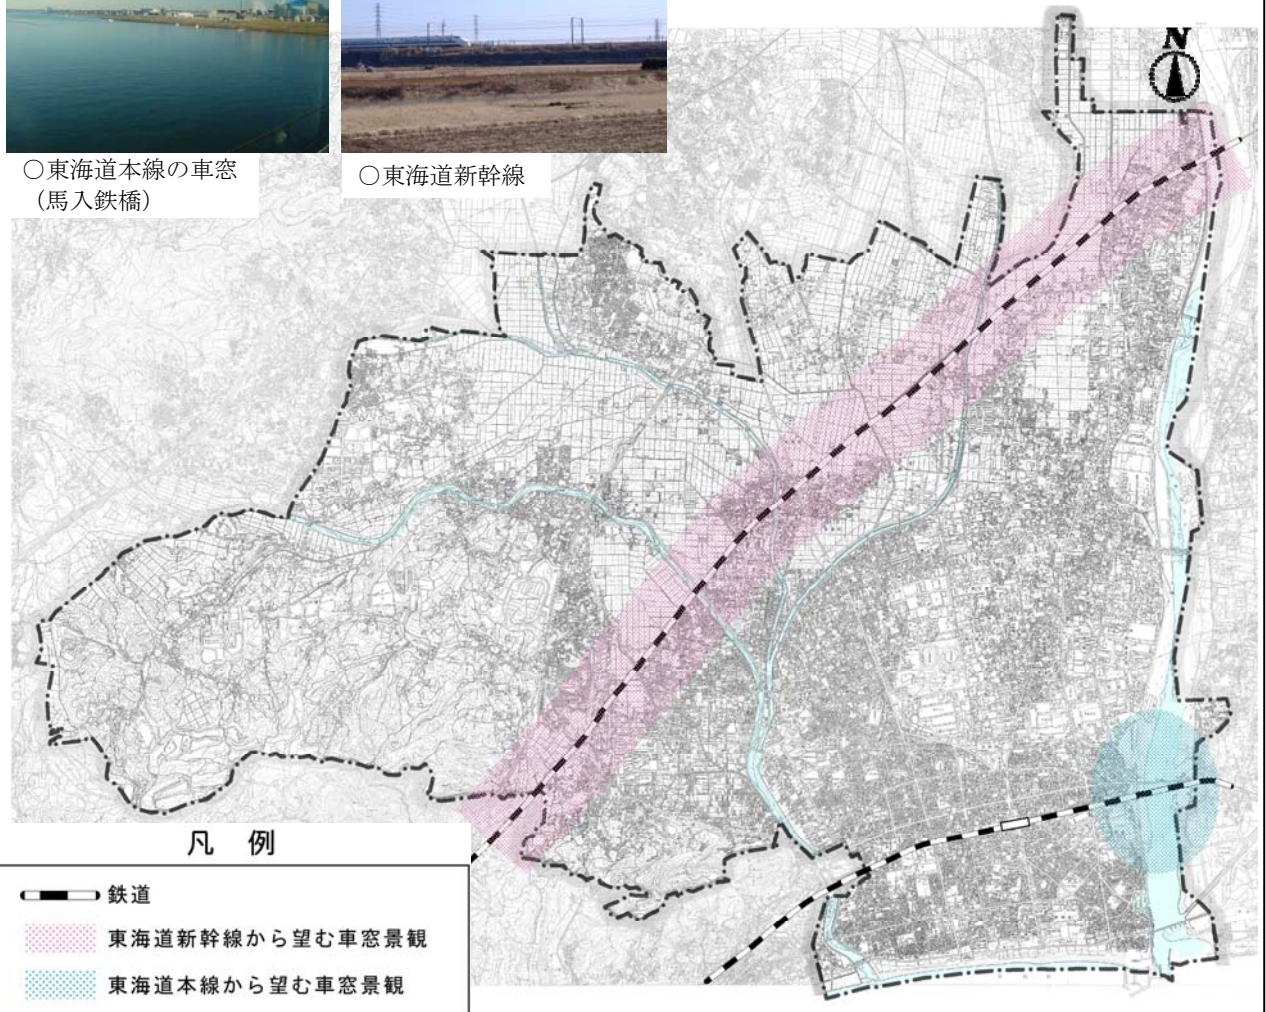 ○東海道本線の車窓
（馬入鉄橋）
○東海道新幹線
N
凡 例
鉄道
東海道新幹線から望む車窓景観
東海道本線から望む車窓景観